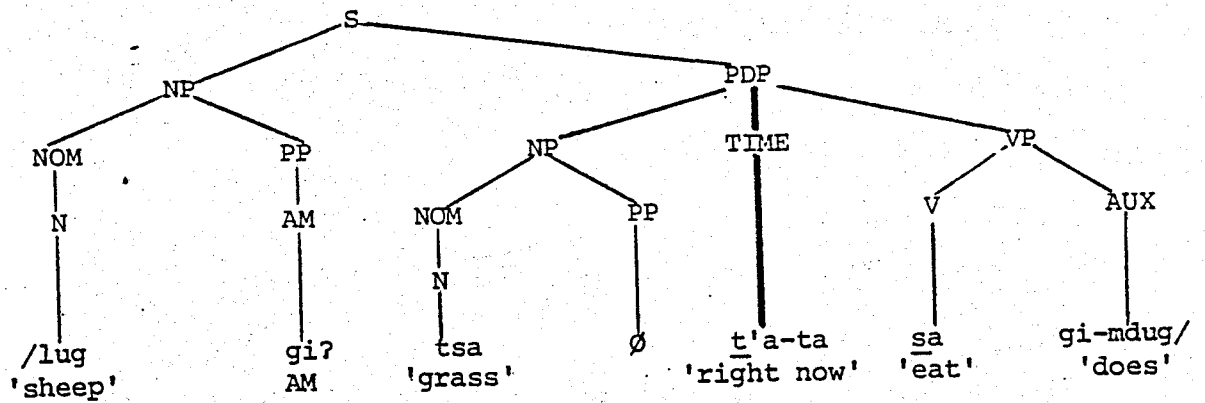 S
NP PDP
NOM PP NP TIME VP
N AM NOM PP V AUX
N
/lug gi? tsa ∅ t̲'a-ta s̲a gi-mdug/
'sheep' AM 'grass' 'right now' 'eat' 'does'